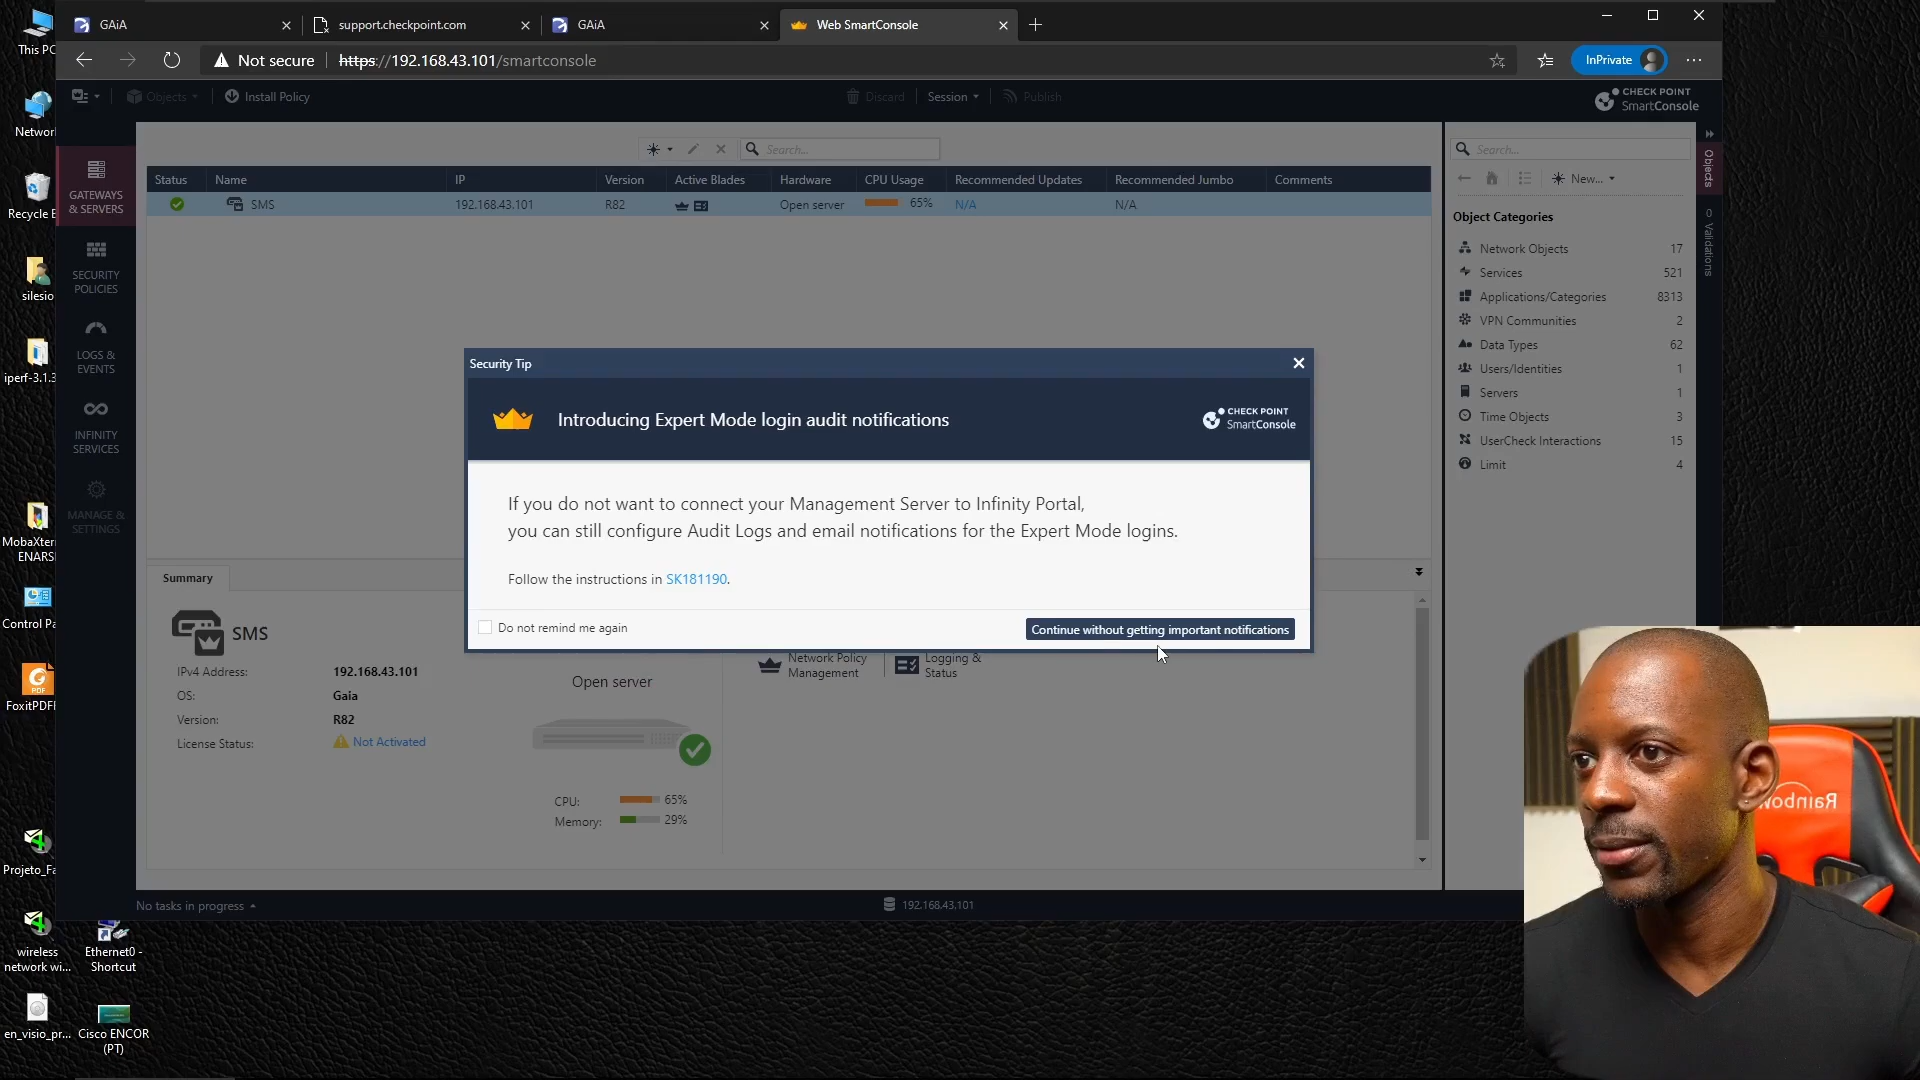 This PC
GAiA
support.checkpoint.com
GAiA
Web SmartConsole
Not secure
https://192.168.43.101/smartconsole
InPrivate
Objects
Install Policy
Discard
Session
Publish
CHECK POINT
SmartConsole
Search...
Status Name IP Version Active Blades Hardware CPU Usage Recommended Updates Recommended Jumbo Comments
SMS 192.168.43.101 R82 Open server 65% N/A N/A
GATEWAYS
& SERVERS
SECURITY
POLICIES
LOGS &
EVENTS
INFINITY
SERVICES
MANAGE &
SETTINGS
Search...
New...
Object Categories
Network Objects 17
Services 521
Applications/Categories 8313
VPN Communities 2
Data Types 62
Users/Identities 1
Servers 1
Time Objects 3
UserCheck Interactions 15
Limit 4
Objects
0 Validations
Security Tip
Introducing Expert Mode login audit notifications
CHECK POINT
SmartConsole
If you do not want to connect your Management Server to Infinity Portal,
you can still configure Audit Logs and email notifications for the Expert Mode logins.
Follow the instructions in SK181190.
Do not remind me again
Continue without getting important notifications
Summary
SMS
IPv4 Address: 192.168.43.101
OS: Gaia
Version: R82
License Status: Not Activated
Open server
CPU: 65%
Memory: 29%
Network Policy
Management
Logging &
Status
No tasks in progress
192.168.43.101
Networ
Recycle B
silesio
iperf-3.1.3
MobaXter
ENARS
Control Pa
FoxitPDF
Projeto_Fa
wireless
network wi...
Ethernet0 -
Shortcut
en_visio_pr...
Cisco ENCOR
(PT)
Rainbow